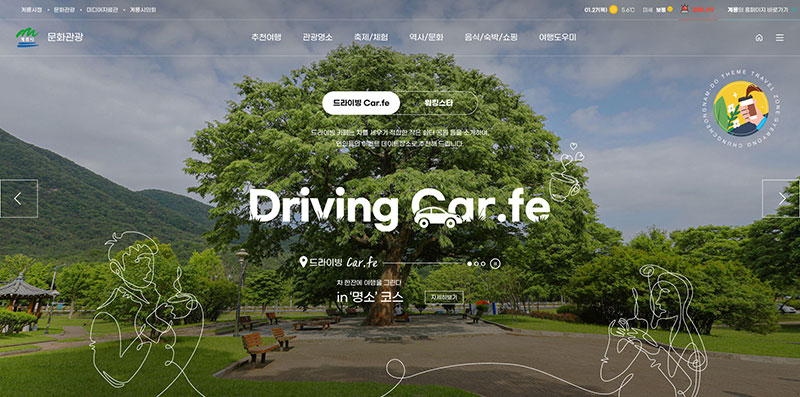 계룡시청 문화관광 미디어자료관 계룡시의회
01.27(목) 5.6℃ 미세 보통
계룡의 홈페이지 바로가기
계룡시 문화관광
추천여행 관광명소 축제/체험 역사/문화 음식/숙박/쇼핑 여행도우미
드라이빙 Car.fe 워킹스타
드라이빙 카페는 차를 세우기 적합한 작은 쉼터 공원 등을 소개하여,
연인들의 이벤트 데이트장소로 추천해 드립니다.
THEME TRAVEL ZONE GYERYONG CHUNGCHEONGNAM-DO
Driving Car.fe
드라이빙 Car.fe
차 한잔에 여행을 그린다
in '명소' 코스 자세히보기